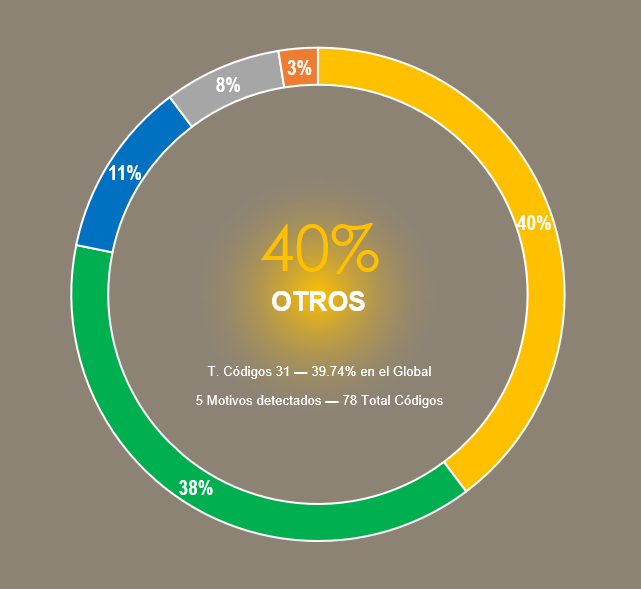 3%
8%
11%
40%
40%
OTROS
T. Códigos 31 — 39.74% en el Global
5 Motivos detectados — 78 Total Códigos
38%